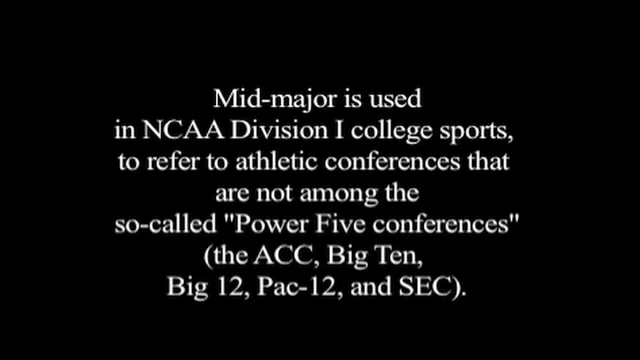 Mid-major is used
in NCAA Division I college sports,
to refer to athletic conferences that
are not among the
so-called "Power Five conferences"
(the ACC, Big Ten,
Big 12, Pac-12, and SEC).